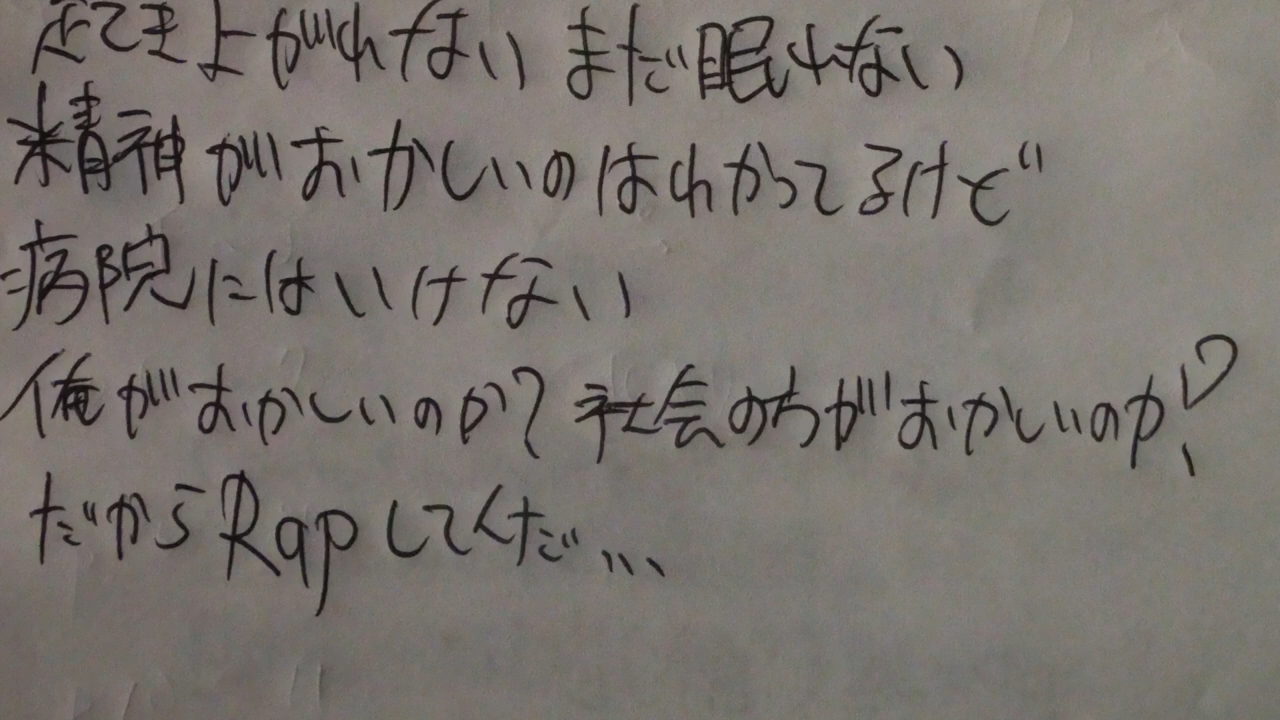 起き上がれない まだ眠れない
精神がおかしいのはわかってるけど
病院にはいけない
俺がおかしいのか? 社会のがおかしいのか?
だからRapしてくだ...